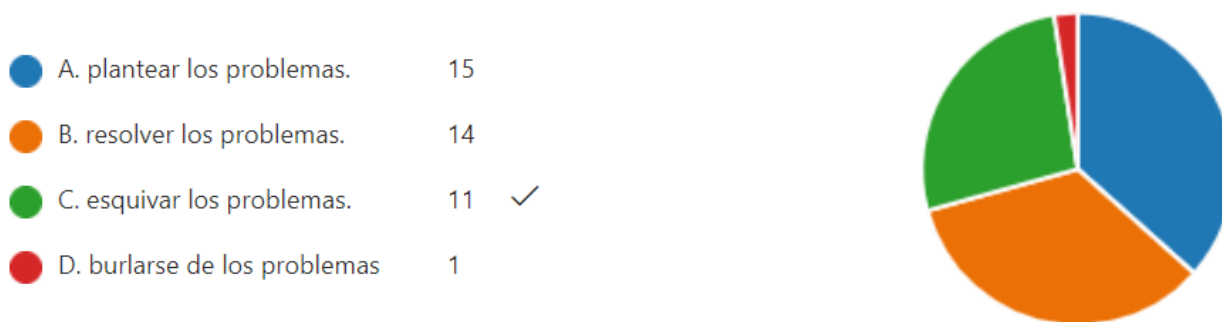 A. plantear los problemas. 15
B. resolver los problemas. 14
C. esquivar los problemas. 11
D. burlarse de los problemas 1